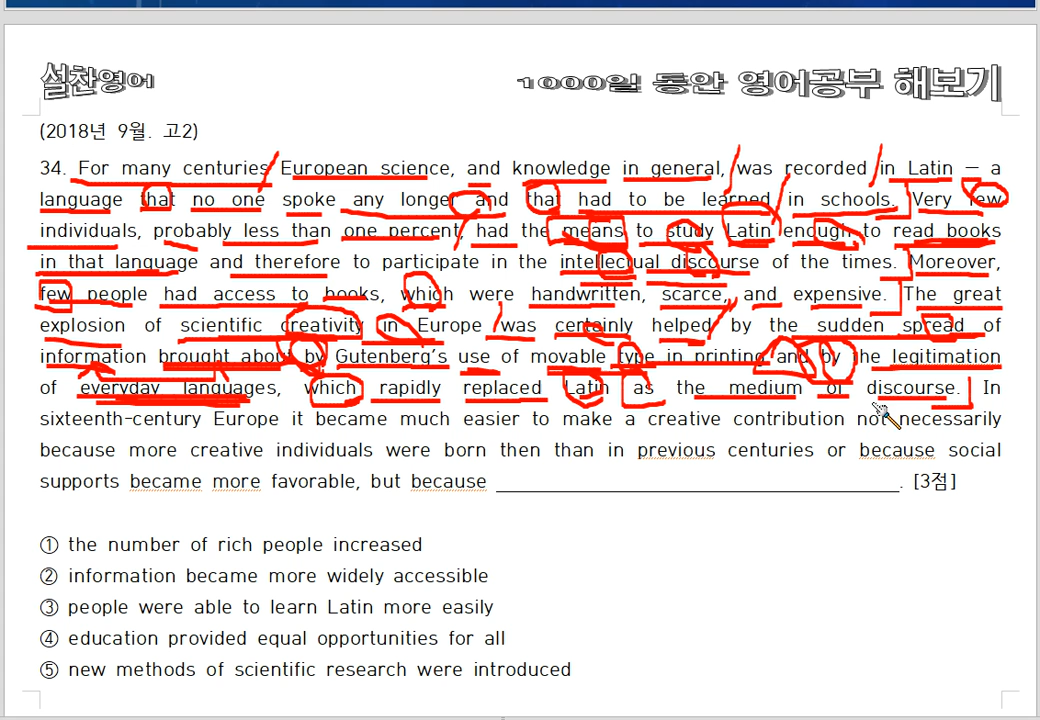 설찬영어 1000일 동안 영어공부 해보기
(2018년 9월. 고2)
34. For many centuries European science, and knowledge in general, was recorded in Latin – a
language that no one spoke any longer and that had to be learned in schools. Very few
individuals, probably less than one percent, had the means to study Latin enough to read books
in that language and therefore to participate in the intellectual discourse of the times. Moreover,
few people had access to books, which were handwritten, scarce, and expensive. The great
explosion of scientific creativity in Europe was certainly helped by the sudden spread of
information brought about by Gutenberg's use of movable type in printing and by the legitimation
of everyday languages, which rapidly replaced Latin as the medium of discourse. In
sixteenth-century Europe it became much easier to make a creative contribution not necessarily
because more creative individuals were born then than in previous centuries or because social
supports became more favorable, but because ______________________________. [3점]
① the number of rich people increased
② information became more widely accessible
③ people were able to learn Latin more easily
④ education provided equal opportunities for all
⑤ new methods of scientific research were introduced